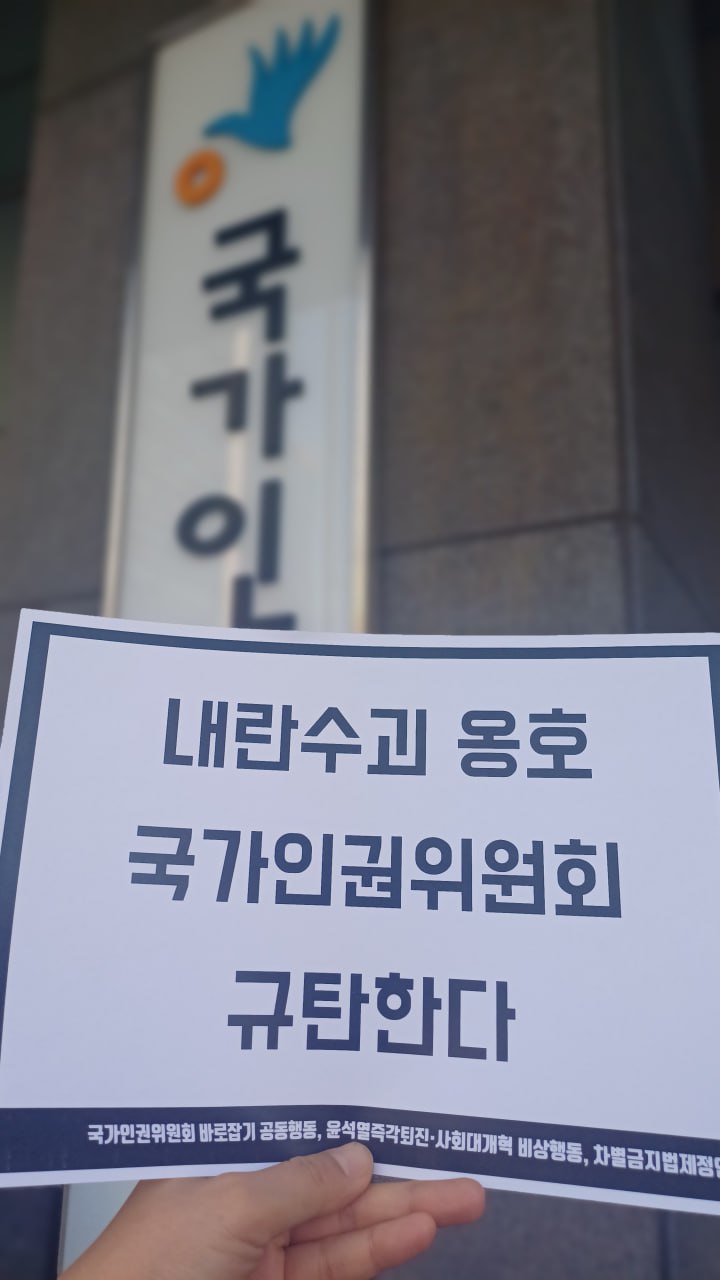 국가인
내란수괴 옹호
국가인권위원회
규탄한다
국가인권위원회 바로잡기 공동행동, 윤석열즉각퇴진·사회대개혁 비상행동, 차별금지법제정